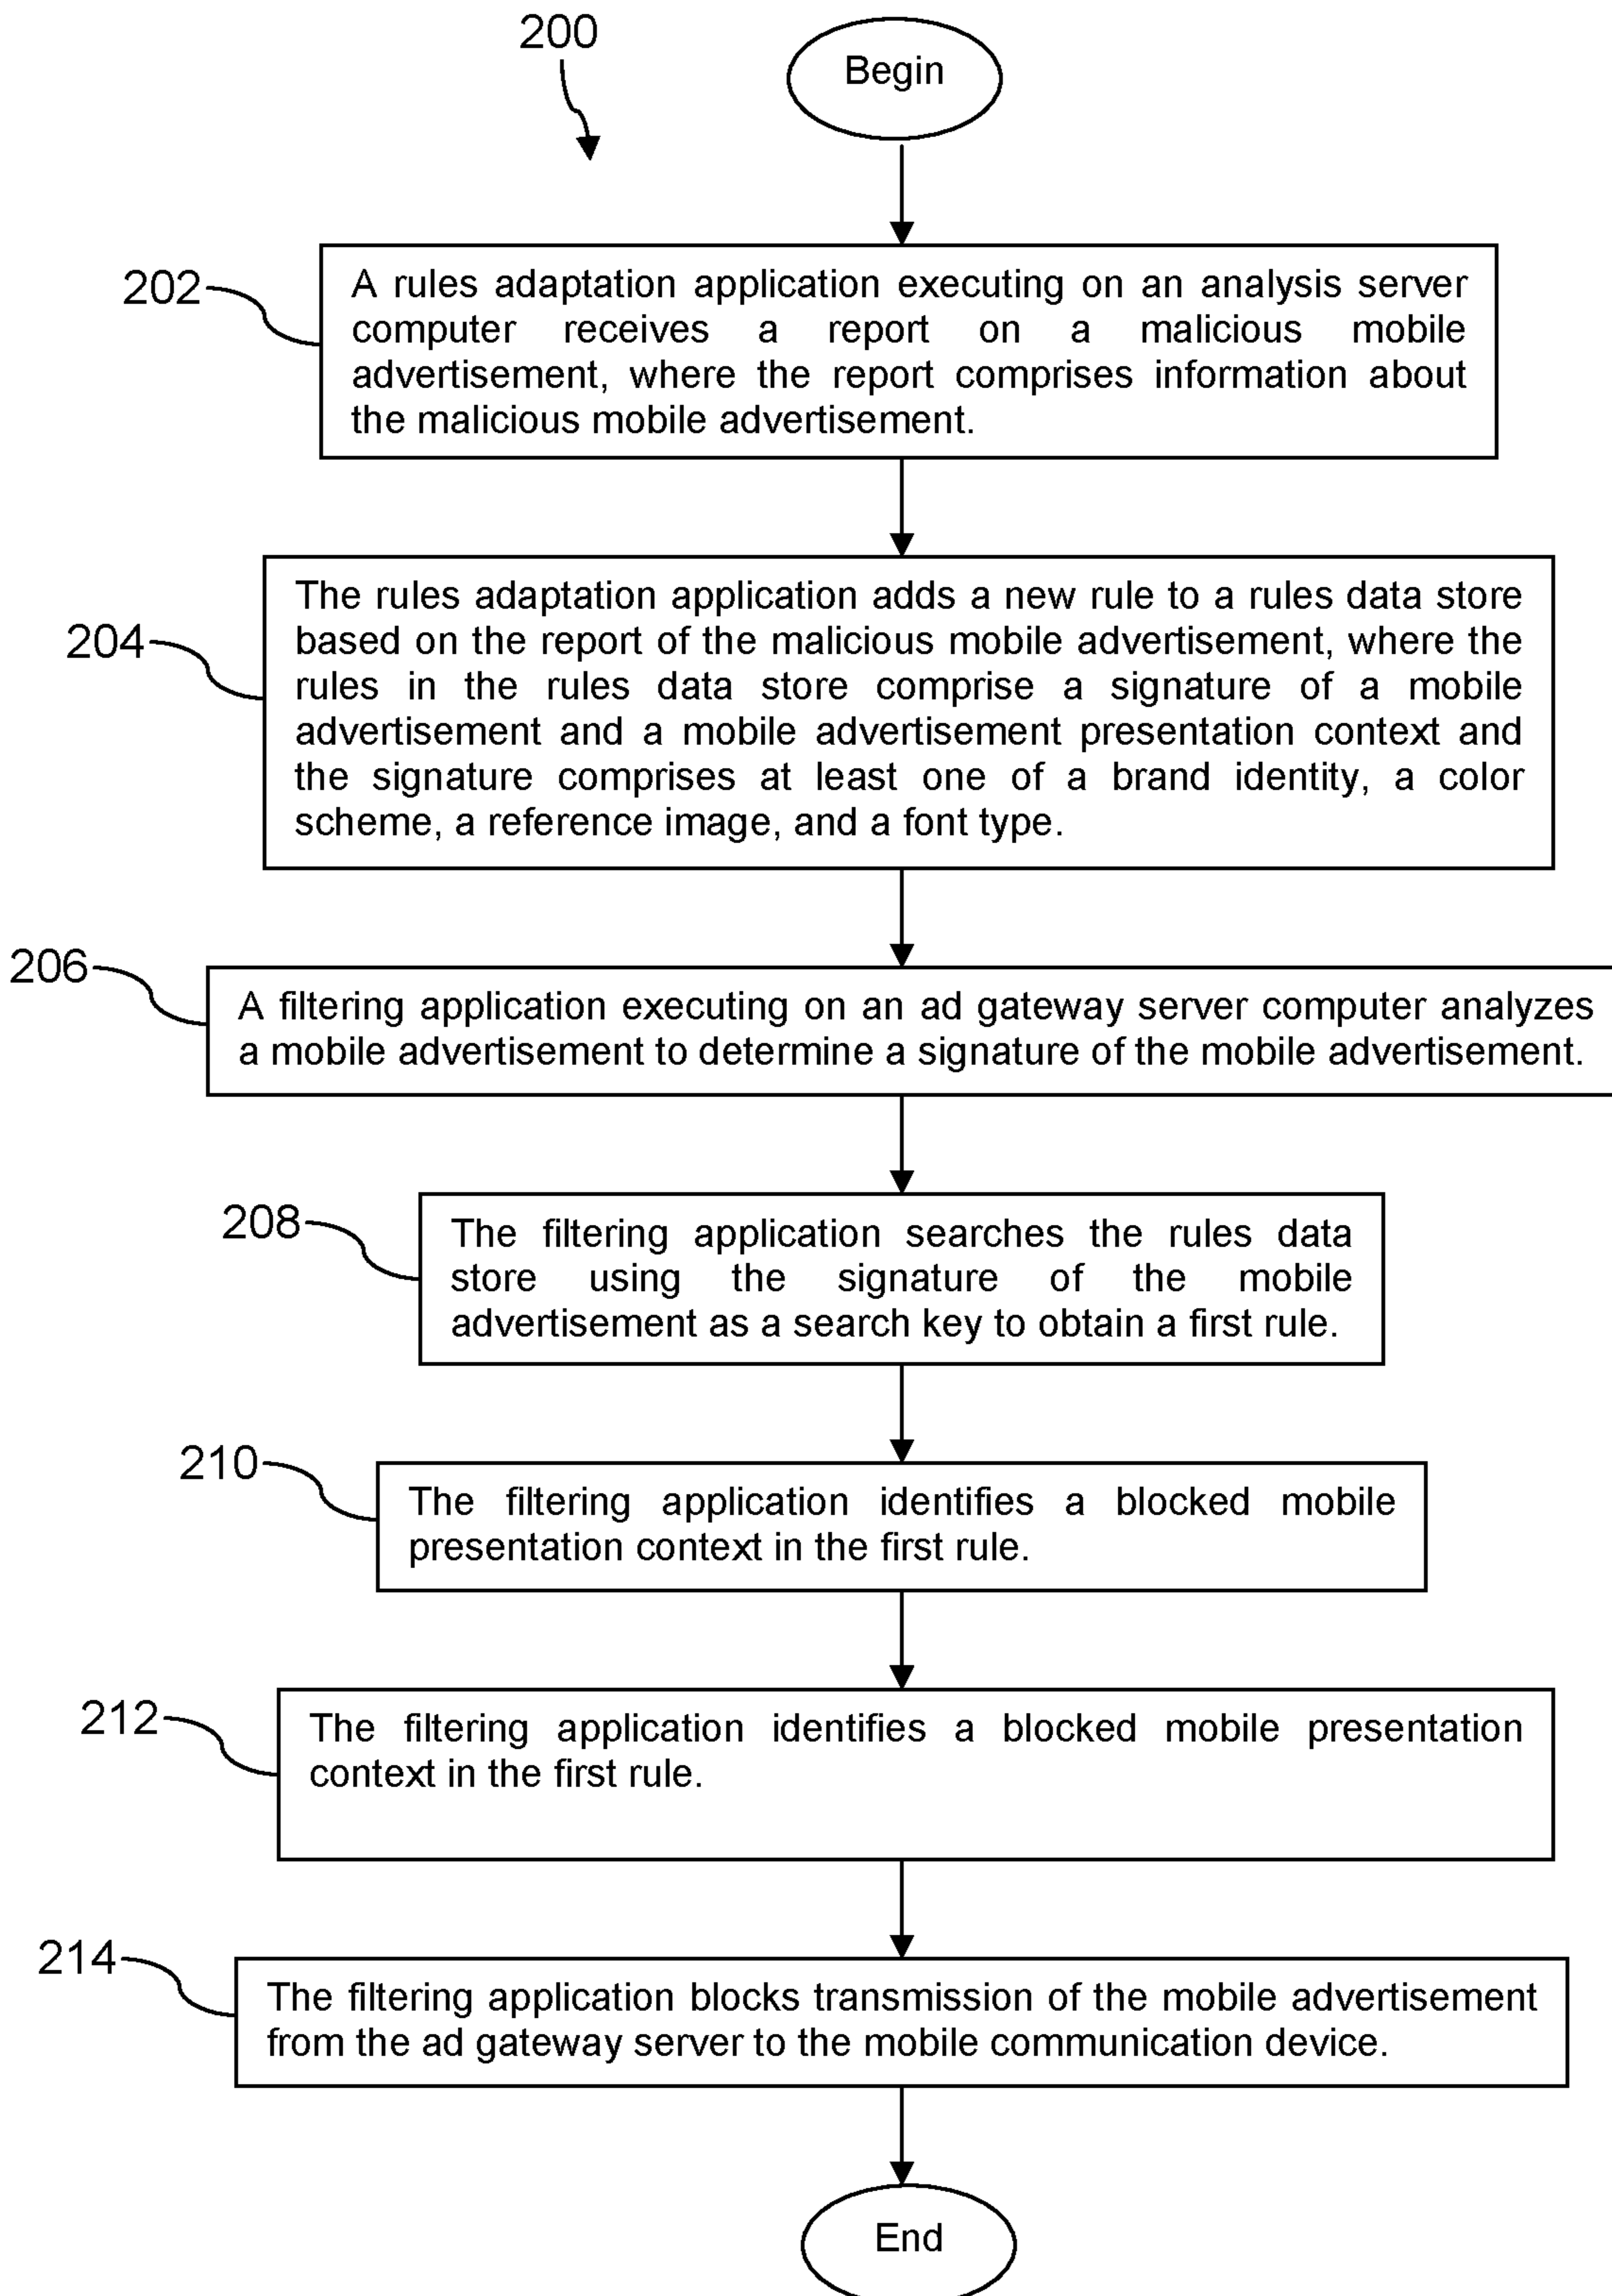 200
Begin
202
A rules adaptation application executing on an analysis server
computer receives a report on a malicious mobile
advertisement, where the report comprises information about
the malicious mobile advertisement.
204
The rules adaptation application adds a new rule to a rules data store
based on the report of the malicious mobile advertisement, where the
rules in the rules data store comprise a signature of a mobile
advertisement and a mobile advertisement presentation context and
the signature comprises at least one of a brand identity, a color
scheme, a reference image, and a font type.
206
A filtering application executing on an ad gateway server computer analyzes
a mobile advertisement to determine a signature of the mobile advertisement.
208
The filtering application searches the rules data
store using the signature of the mobile
advertisement as a search key to obtain a first rule.
210
The filtering application identifies a blocked mobile
presentation context in the first rule.
212
The filtering application identifies a blocked mobile presentation
context in the first rule.
214
The filtering application blocks transmission of the mobile advertisement
from the ad gateway server to the mobile communication device.
End